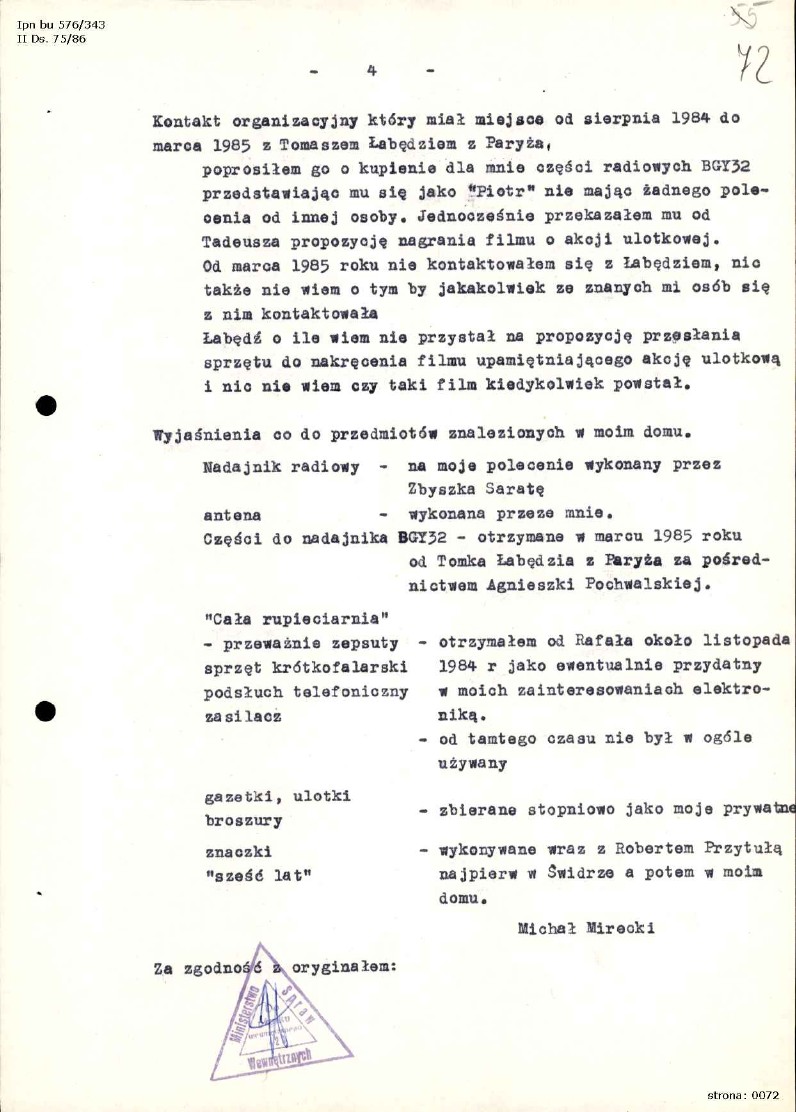 Ipn bu 576/343
II Ds. 75/86
55
72
- 4 -
Kontakt organizacyjny który miał miejsce od sierpnia 1984 do
marca 1985 z Tomaszem Łabędziem z Paryża,
poprosiłem go o kupienie dla mnie części radiowych BGY32
przedstawiając mu się jako "Piotr" nie mając żadnego pole-
cenia od innej osoby. Jednocześnie przekazałem mu od
Tadeusza propozycję nagrania filmu o akcji ulotkowej.
Od marca 1985 roku nie kontaktowałem się z Łabędziem, nic
także nie wiem o tym by jakakolwiek ze znanych mi osób się
z nim kontaktowała
Łabędź o ile wiem nie przystał na propozycję przesłania
sprzętu do nakręcenia filmu upamiętniającego akcję ulotkową
i nic nie wiem czy taki film kiedykolwiek powstał.
Wyjaśnienia co do przedmiotów znalezionych w moim domu.
Nadajnik radiowy - na moje polecenie wykonany przez
Zbyszka Saratę
antena - wykonana przeze mnie.
Części do nadajnika BGY32 - otrzymane w marcu 1985 roku
od Tomka Łabędzia z Paryża za pośred-
nictwem Agnieszki Pochwalskiej.
"Cała rupieciarnia"
- przeważnie zepsuty - otrzymałem od Rafała około listopada
sprzęt krótkofalarski 1984 r jako ewentualnie przydatny
podsłuch telefoniczny w moich zainteresowaniach elektro-
zasilacz niką.
- od tamtego czasu nie był w ogóle
używany
gazetki, ulotki
broszury - zbierane stopniowo jako moje prywatne
znaczki - wykonywane wraz z Robertem Przytułą
"sześć lat" najpierw w Świdrze a potem w moim
domu.
Michał Mirecki
Za zgodność z oryginałem:
Ministerstwo Spraw Wewnętrznych
strona: 0072